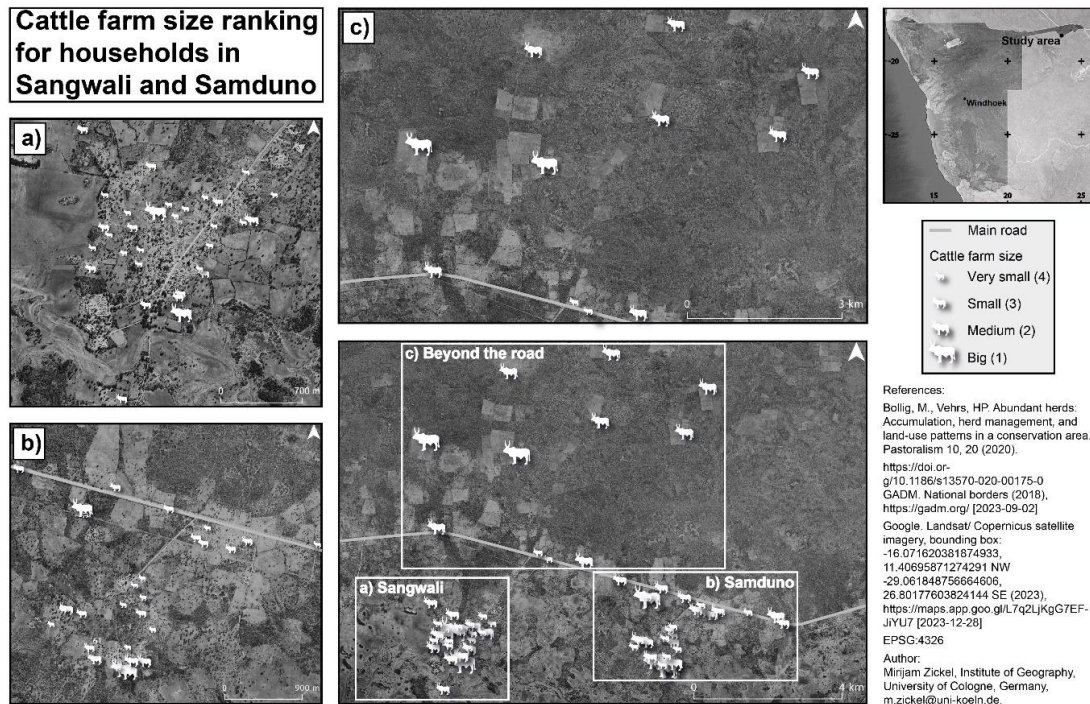 Cattle farm size ranking
for households in
Sangwali and Samduno
a)
0 700 m
b)
0 900 m
c)
0 3 km
c) Beyond the road
a) Sangwali
b) Samduno
0 4 km
Study area
Windhoek
-20
-25
15 20 25
Main road
Cattle farm size
Very small (4)
Small (3)
Medium (2)
Big (1)
References:
Bollig, M., Vehrs, HP. Abundant herds:
Accumulation, herd management, and
land-use patterns in a conservation area.
Pastoralism 10, 20 (2020).
https://doi.or-
g/10.1186/s13570-020-00175-0
GADM. National borders (2018),
https://gadm.org/ [2023-09-02]
Google. Landsat/ Copernicus satellite
imagery, bounding box:
-16.071620381874933,
11.40695871274291 NW
-29.061848756664606,
26.80177603824144 SE (2023),
https://maps.app.goo.gl/L7q2LjKgG7EF-
JiYU7 [2023-12-28]
EPSG:4326
Author:
Mirijam Zickel, Institute of Geography,
University of Cologne, Germany,
m.zickel@uni-koeln.de.